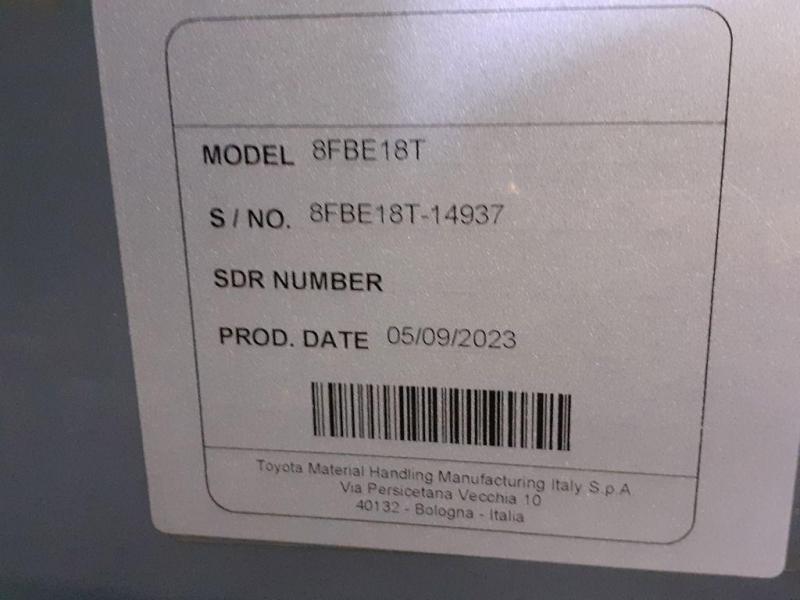 MODEL 8FBE18T
S / NO. 8FBE18T-14937
SDR NUMBER
PROD. DATE 05/09/2023
Toyota Material Handling Manufacturing Italy S.p.A
Via Persicetana Vecchia 10
40132 - Bologna - Italia